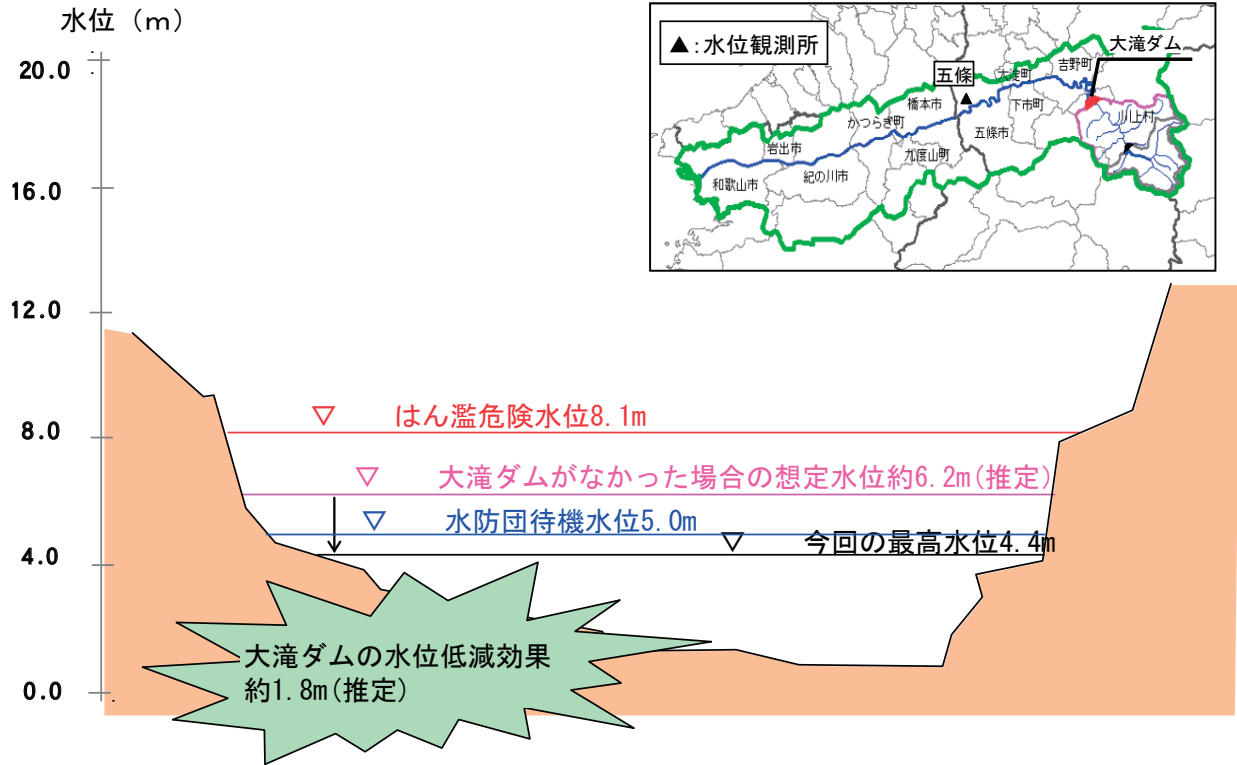 水位（m）
20.0
16.0
12.0
8.0
4.0
0.0
▲：水位観測所
大滝ダム
五條
吉野町
大淀町
下市町
橋本市
かつらぎ町
川上村
五條市
九度山町
岩出市
紀の川市
和歌山市
はん濫危険水位8.1m
大滝ダムがなかった場合の想定水位約6.2m(推定)
水防団待機水位5.0m
今回の最高水位4.4m
大滝ダムの水位低減効果
約1.8m(推定)